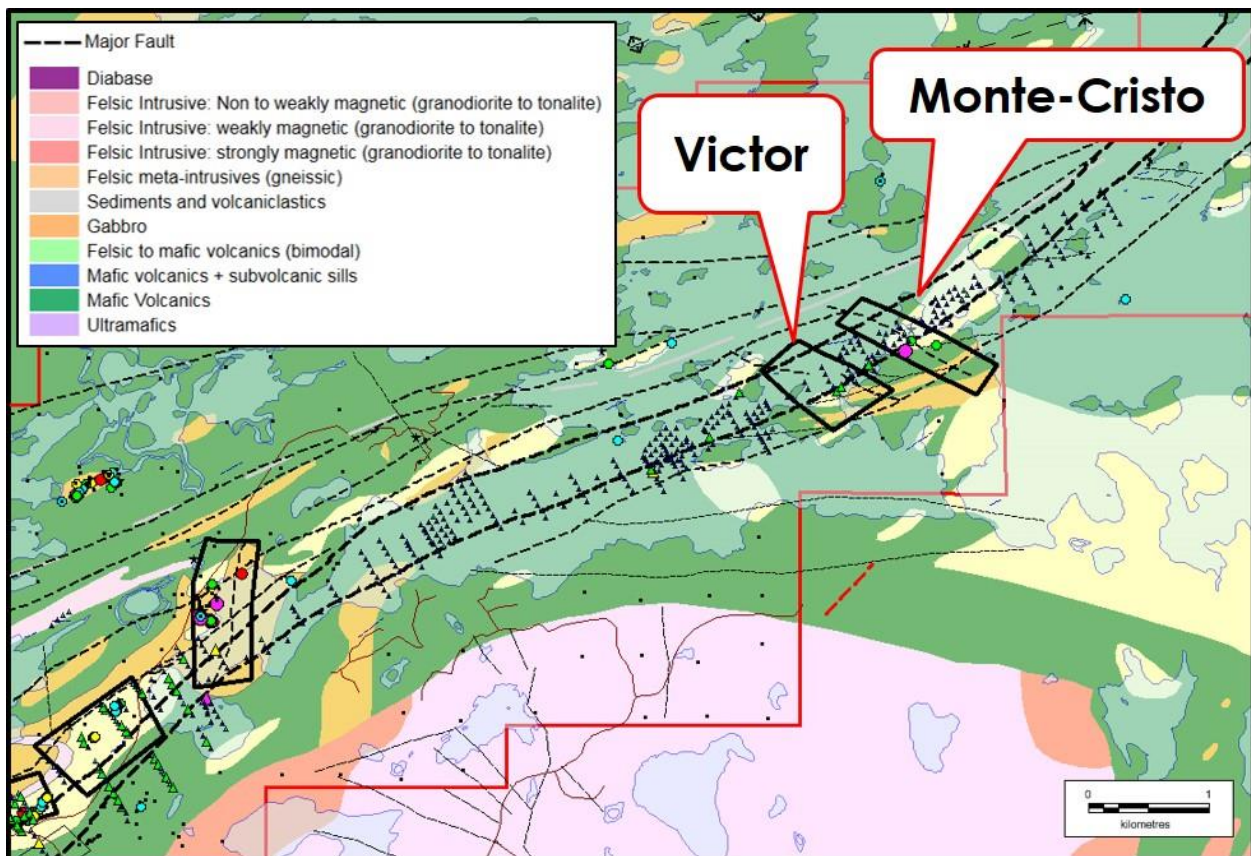 Major Fault
Diabase
Felsic Intrusive: Non to weakly magnetic (granodiorite to tonalite)
Felsic Intrusive: weakly magnetic (granodiorite to tonalite)
Felsic Intrusive: strongly magnetic (granodiorite to tonalite)
Felsic meta-intrusives (gneissic)
Sediments and volcaniclastics
Gabbro
Felsic to mafic volcanics (bimodal)
Mafic volcanics + subvolcanic sills
Mafic Volcanics
Ultramafics
Monte-Cristo
Victor
0 1
kilometres